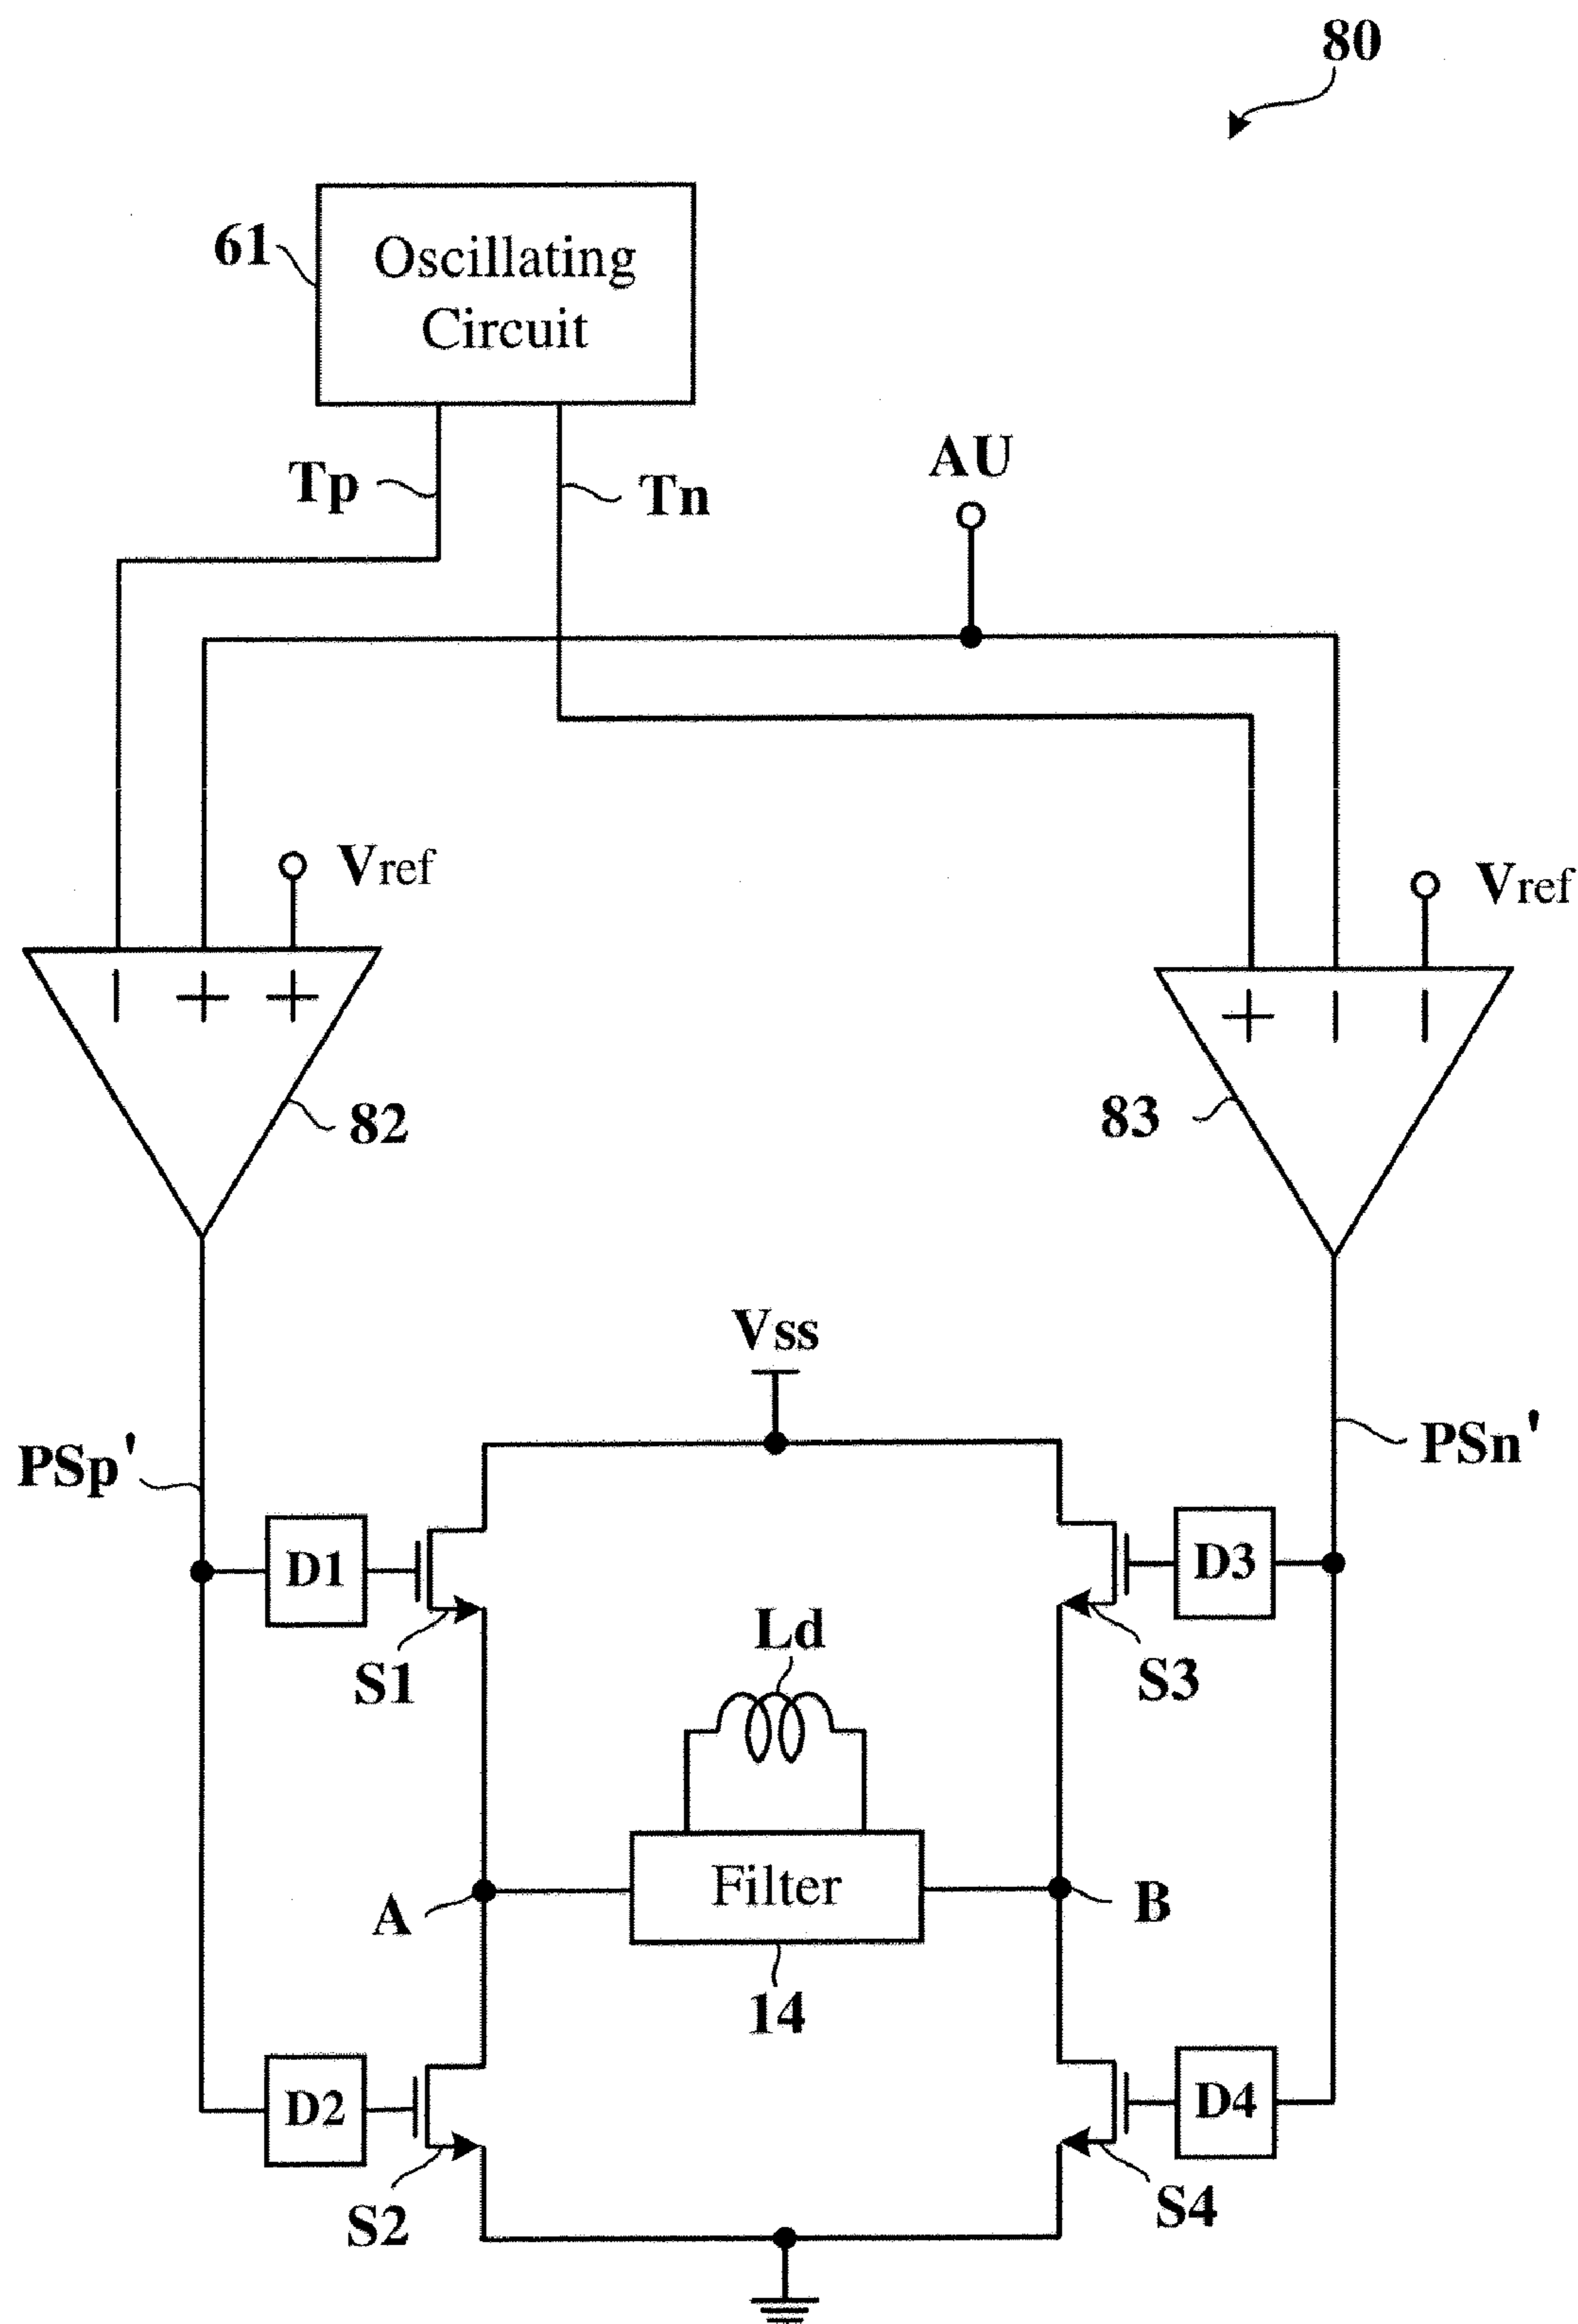 80
61
Oscillating
Circuit
Tp
Tn
AU
Vref
Vref
− + +
+ − −
82
83
Vss
PSp'
PSn'
D1
D3
S1
Ld
S3
A
Filter
B
14
D2
D4
S2
S4